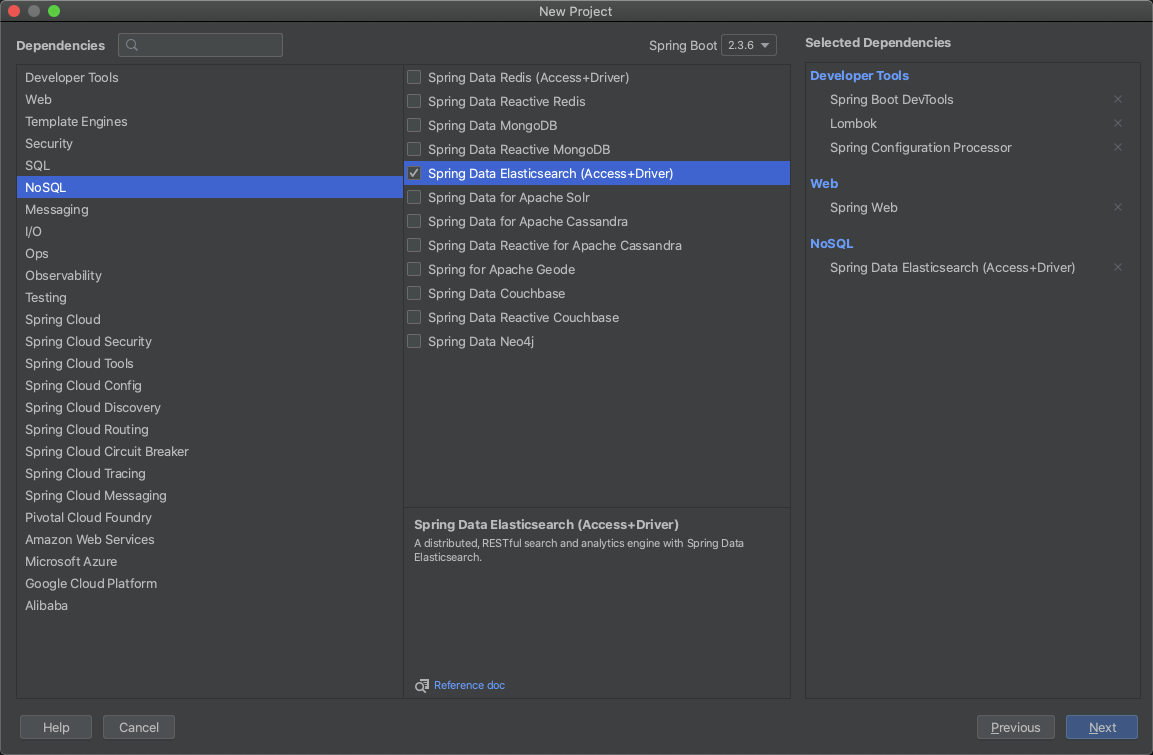 New Project
Dependencies
Spring Boot 2.3.6
Selected Dependencies
Developer Tools
Web
Template Engines
Security
SQL
NoSQL
Messaging
I/O
Ops
Observability
Testing
Spring Cloud
Spring Cloud Security
Spring Cloud Tools
Spring Cloud Config
Spring Cloud Discovery
Spring Cloud Routing
Spring Cloud Circuit Breaker
Spring Cloud Tracing
Spring Cloud Messaging
Pivotal Cloud Foundry
Amazon Web Services
Microsoft Azure
Google Cloud Platform
Alibaba
Spring Data Redis (Access+Driver)
Spring Data Reactive Redis
Spring Data MongoDB
Spring Data Reactive MongoDB
Spring Data Elasticsearch (Access+Driver)
Spring Data for Apache Solr
Spring Data for Apache Cassandra
Spring Data Reactive for Apache Cassandra
Spring for Apache Geode
Spring Data Couchbase
Spring Data Reactive Couchbase
Spring Data Neo4j
Spring Data Elasticsearch (Access+Driver)
A distributed, RESTful search and analytics engine with Spring Data
Elasticsearch.
Reference doc
Developer Tools
Spring Boot DevTools
Lombok
Spring Configuration Processor
Web
Spring Web
NoSQL
Spring Data Elasticsearch (Access+Driver)
Help
Cancel
Previous
Next